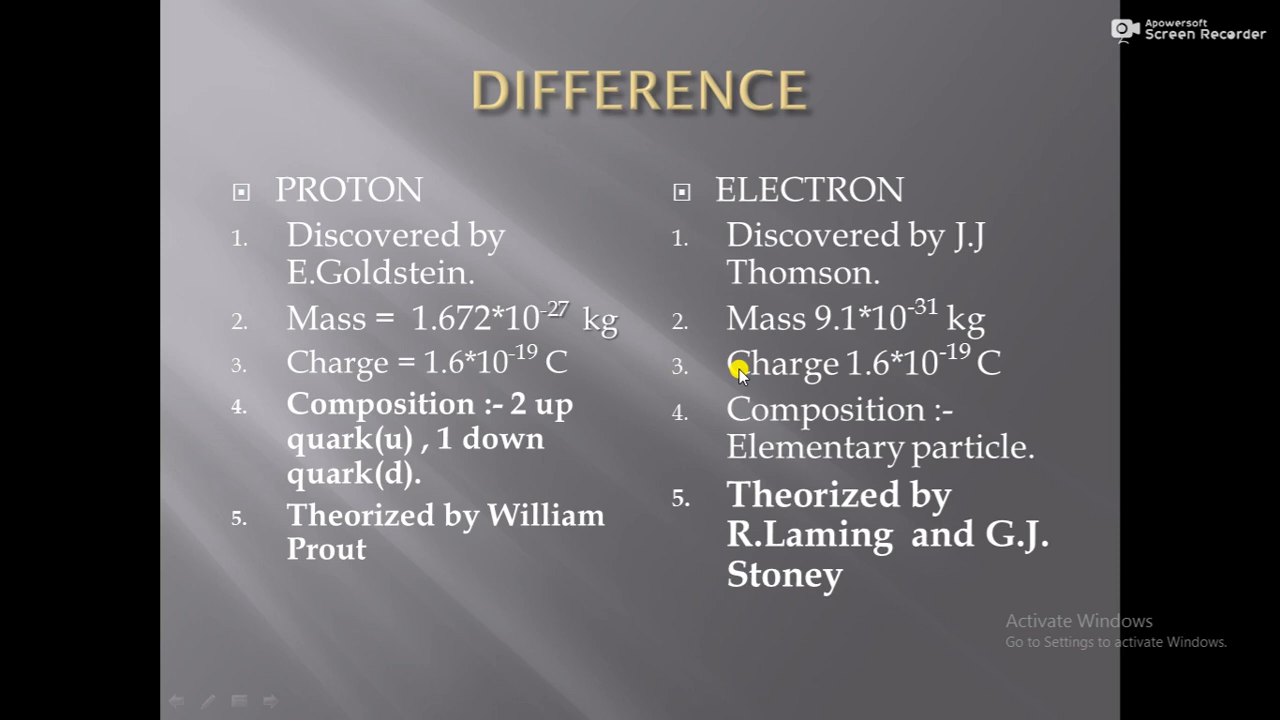 Apowersoft
Screen Recorder
DIFFERENCE
PROTON
1. Discovered by
E.Goldstein.
2. Mass = 1.672*10⁻²⁷ kg
3. Charge = 1.6*10⁻¹⁹ C
4. Composition :- 2 up
quark(u) , 1 down
quark(d).
5. Theorized by William
Prout
ELECTRON
1. Discovered by J.J
Thomson.
2. Mass 9.1*10⁻³¹ kg
3. Charge 1.6*10⁻¹⁹ C
4. Composition :-
Elementary particle.
5. Theorized by
R.Laming and G.J.
Stoney
Activate Windows
Go to Settings to activate Windows.